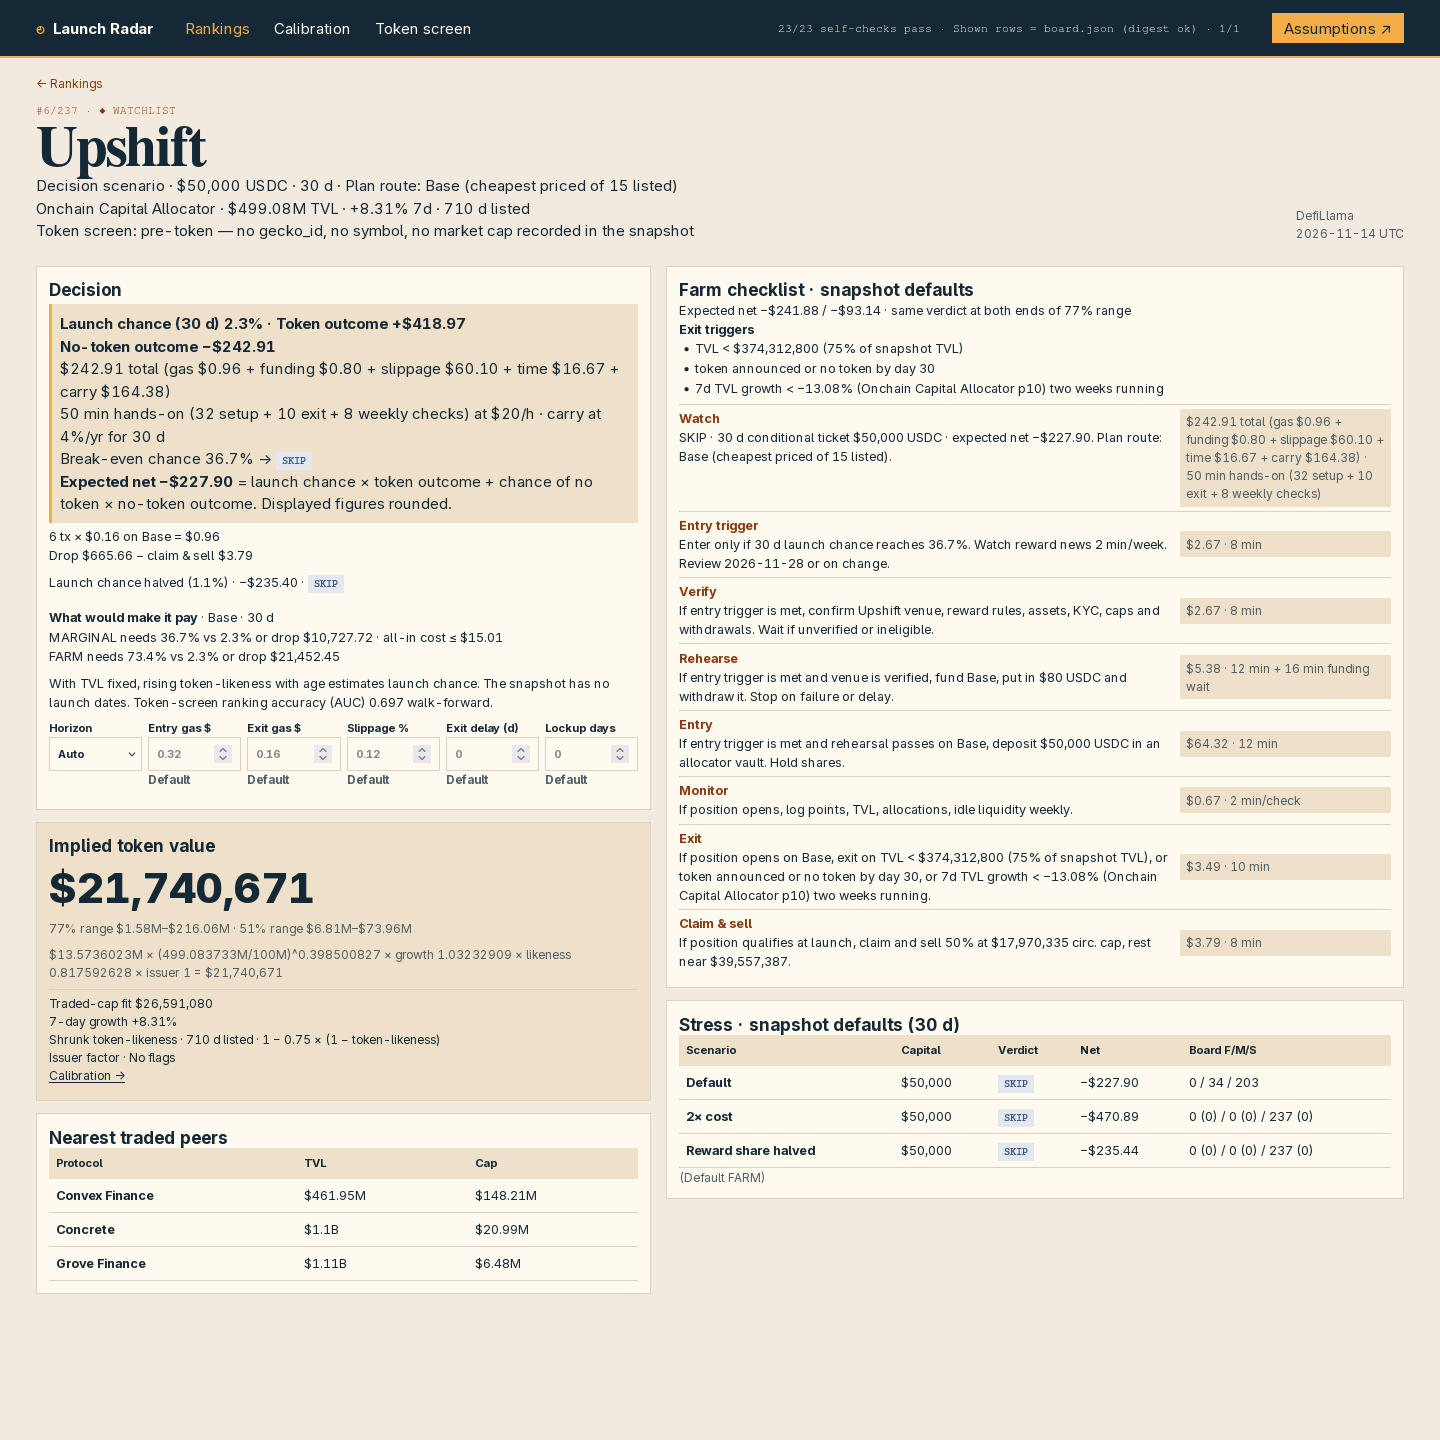 Launch Radar
Rankings
Calibration
Token screen
23/23 self-checks pass · Shown rows = board.json (digest ok) · 1/1
Assumptions ↗
← Rankings
#6/237 · ◆ WATCHLIST
Upshift
Decision scenario · $50,000 USDC · 30 d · Plan route: Base (cheapest priced of 15 listed)
Onchain Capital Allocator · $499.08M TVL · +8.31% 7d · 710 d listed
Token screen: pre-token — no gecko_id, no symbol, no market cap recorded in the snapshot
DefiLlama
2026-11-14 UTC
Decision
Launch chance (30 d) 2.3% · Token outcome +$418.97
No-token outcome −$242.91
$242.91 total (gas $0.96 + funding $0.80 + slippage $60.10 + time $16.67 +
carry $164.38)
50 min hands-on (32 setup + 10 exit + 8 weekly checks) at $20/h · carry at
4%/yr for 30 d
Break-even chance 36.7% → SKIP
Expected net −$227.90 = launch chance × token outcome + chance of no
token × no-token outcome. Displayed figures rounded.
6 tx × $0.16 on Base = $0.96
Drop $665.66 − claim & sell $3.79
Launch chance halved (1.1%) · −$235.40 · SKIP
What would make it pay · Base · 30 d
MARGINAL needs 36.7% vs 2.3% or drop $10,727.72 · all-in cost ≤ $15.01
FARM needs 73.4% vs 2.3% or drop $21,452.45
With TVL fixed, rising token-likeness with age estimates launch chance. The snapshot has no
launch dates. Token-screen ranking accuracy (AUC) 0.697 walk-forward.
Horizon
Entry gas $
Exit gas $
Slippage %
Exit delay (d)
Lockup days
Auto
0.32
0.16
0.12
0
0
Default
Default
Default
Default
Default
Implied token value
$21,740,671
77% range $1.58M–$216.06M · 51% range $6.81M–$73.96M
$13.5736023M × (499.083733M/100M)^0.398500827 × growth 1.03232909 × likeness
0.817592628 × issuer 1 = $21,740,671
Traded-cap fit $26,591,080
7-day growth +8.31%
Shrunk token-likeness · 710 d listed · 1 − 0.75 × (1 − token-likeness)
Issuer factor · No flags
Calibration →
Nearest traded peers
Protocol
TVL
Cap
Convex Finance
$461.95M
$148.21M
Concrete
$1.1B
$20.99M
Grove Finance
$1.11B
$6.48M
Farm checklist · snapshot defaults
Expected net −$241.88 / −$93.14 · same verdict at both ends of 77% range
Exit triggers
• TVL < $374,312,800 (75% of snapshot TVL)
• token announced or no token by day 30
• 7d TVL growth < −13.08% (Onchain Capital Allocator p10) two weeks running
Watch
SKIP · 30 d conditional ticket $50,000 USDC · expected net −$227.90. Plan route:
Base (cheapest priced of 15 listed).
$242.91 total (gas $0.96 +
funding $0.80 + slippage $60.10 +
time $16.67 + carry $164.38) ·
50 min hands-on (32 setup + 10
exit + 8 weekly checks)
Entry trigger
Enter only if 30 d launch chance reaches 36.7%. Watch reward news 2 min/week.
Review 2026-11-28 or on change.
$2.67 · 8 min
Verify
If entry trigger is met, confirm Upshift venue, reward rules, assets, KYC, caps and
withdrawals. Wait if unverified or ineligible.
$2.67 · 8 min
Rehearse
If entry trigger is met and venue is verified, fund Base, put in $80 USDC and
withdraw it. Stop on failure or delay.
$5.38 · 12 min + 16 min funding
wait
Entry
If entry trigger is met and rehearsal passes on Base, deposit $50,000 USDC in an
allocator vault. Hold shares.
$64.32 · 12 min
Monitor
If position opens, log points, TVL, allocations, idle liquidity weekly.
$0.67 · 2 min/check
Exit
If position opens on Base, exit on TVL < $374,312,800 (75% of snapshot TVL), or
token announced or no token by day 30, or 7d TVL growth < −13.08% (Onchain
Capital Allocator p10) two weeks running.
$3.49 · 10 min
Claim & sell
If position qualifies at launch, claim and sell 50% at $17,970,335 circ. cap, rest
near $39,557,387.
$3.79 · 8 min
Stress · snapshot defaults (30 d)
Scenario
Capital
Verdict
Net
Board F/M/S
Default
$50,000
SKIP
−$227.90
0 / 34 / 203
2× cost
$50,000
SKIP
−$470.89
0 (0) / 0 (0) / 237 (0)
Reward share halved
$50,000
SKIP
−$235.44
0 (0) / 0 (0) / 237 (0)
(Default FARM)